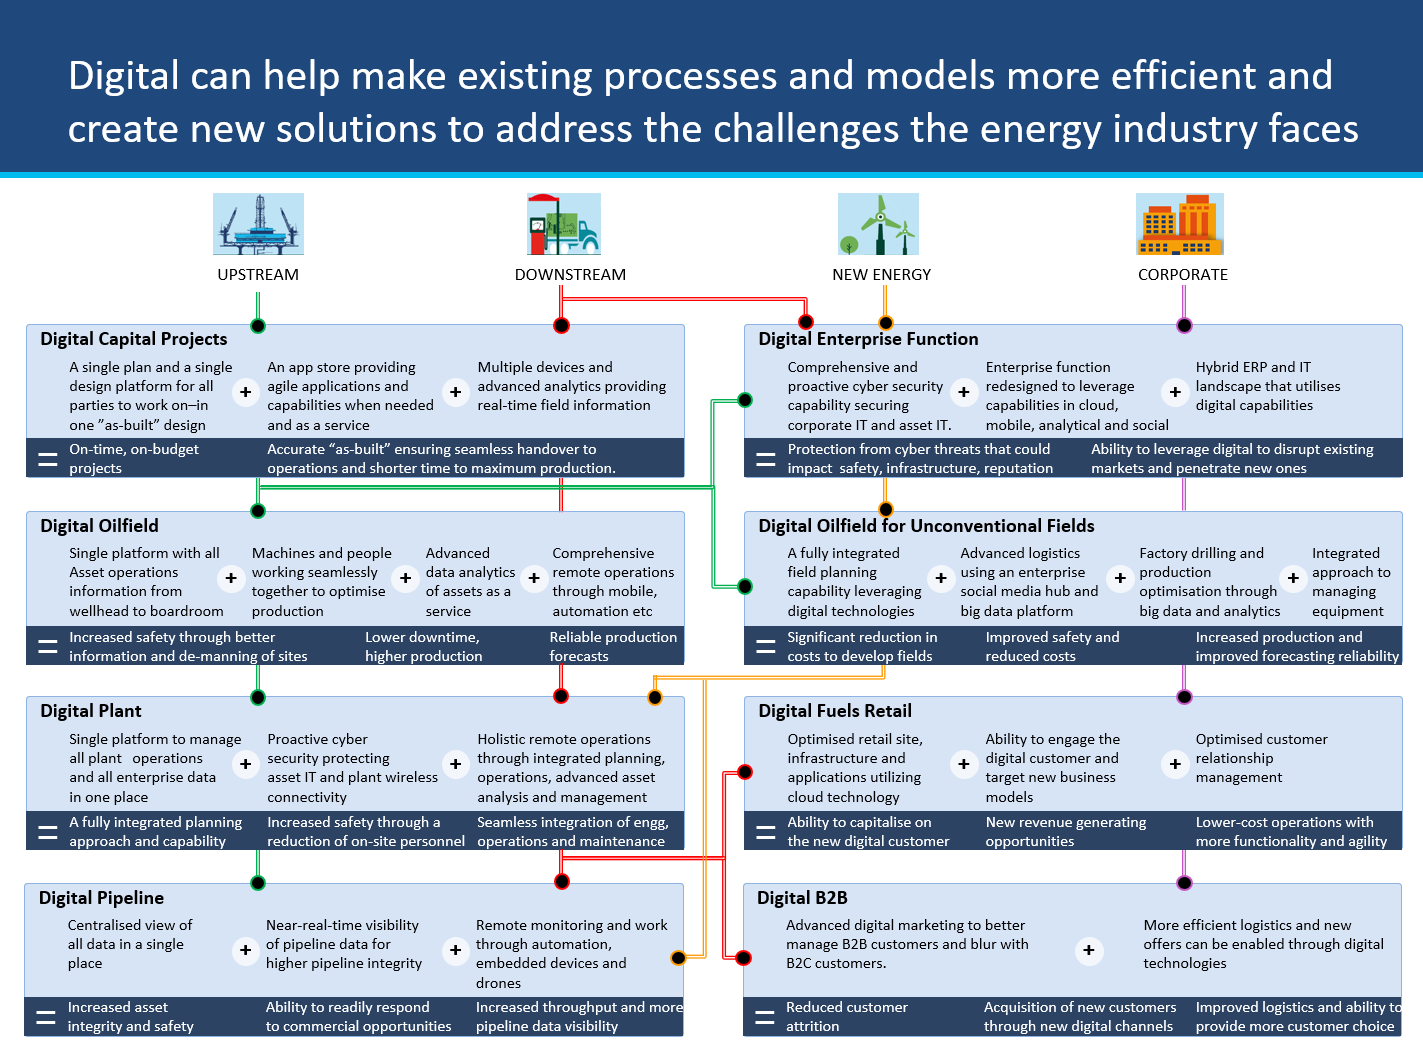 Digital can help make existing processes and models more efficient and
create new solutions to address the challenges the energy industry faces
UPSTREAM
DOWNSTREAM
NEW ENERGY
CORPORATE
Digital Capital Projects
A single plan and a single
design platform for all
parties to work on–in
one ”as-built” design
+
An app store providing
agile applications and
capabilities when needed
and as a service
+
Multiple devices and
advanced analytics providing
real-time field information
=
On-time, on-budget
projects
Accurate “as-built” ensuring seamless handover to
operations and shorter time to maximum production.
Digital Enterprise Function
Comprehensive and
proactive cyber security
capability securing
corporate IT and asset IT.
+
Enterprise function
redesigned to leverage
capabilities in cloud,
mobile, analytical and social
+
Hybrid ERP and IT
landscape that utilises
digital capabilities
=
Protection from cyber threats that could
impact safety, infrastructure, reputation
Ability to leverage digital to disrupt existing
markets and penetrate new ones
Digital Oilfield
Single platform with all
Asset operations
information from
wellhead to boardroom
+
Machines and people
working seamlessly
together to optimise
production
+
Advanced
data analytics
of assets as a
service
+
Comprehensive
remote operations
through mobile,
automation etc
=
Increased safety through better
information and de-manning of sites
Lower downtime,
higher production
Reliable production
forecasts
Digital Oilfield for Unconventional Fields
A fully integrated
field planning
capability leveraging
digital technologies
+
Advanced logistics
using an enterprise
social media hub and
big data platform
+
Factory drilling and
production
optimisation through
big data and analytics
+
Integrated
approach to
managing
equipment
=
Significant reduction in
costs to develop fields
Improved safety and
reduced costs
Increased production and
improved forecasting reliability
Digital Plant
Single platform to manage
all plant operations
and all enterprise data
in one place
+
Proactive cyber
security protecting
asset IT and plant wireless
connectivity
+
Holistic remote operations
through integrated planning,
operations, advanced asset
analysis and management
=
A fully integrated planning
approach and capability
Increased safety through a
reduction of on-site personnel
Seamless integration of engg,
operations and maintenance
Digital Fuels Retail
Optimised retail site,
infrastructure and
applications utilizing
cloud technology
+
Ability to engage the
digital customer and
target new business
models
+
Optimised customer
relationship
management
=
Ability to capitalise on
the new digital customer
New revenue generating
opportunities
Lower-cost operations with
more functionality and agility
Digital Pipeline
Centralised view of
all data in a single
place
+
Near-real-time visibility
of pipeline data for
higher pipeline integrity
+
Remote monitoring and work
through automation,
embedded devices and
drones
=
Increased asset
integrity and safety
Ability to readily respond
to commercial opportunities
Increased throughput and more
pipeline data visibility
Digital B2B
Advanced digital marketing to better
manage B2B customers and blur with
B2C customers.
+
More efficient logistics and new
offers can be enabled through digital
technologies
=
Reduced customer
attrition
Acquisition of new customers
through new digital channels
Improved logistics and ability to
provide more customer choice